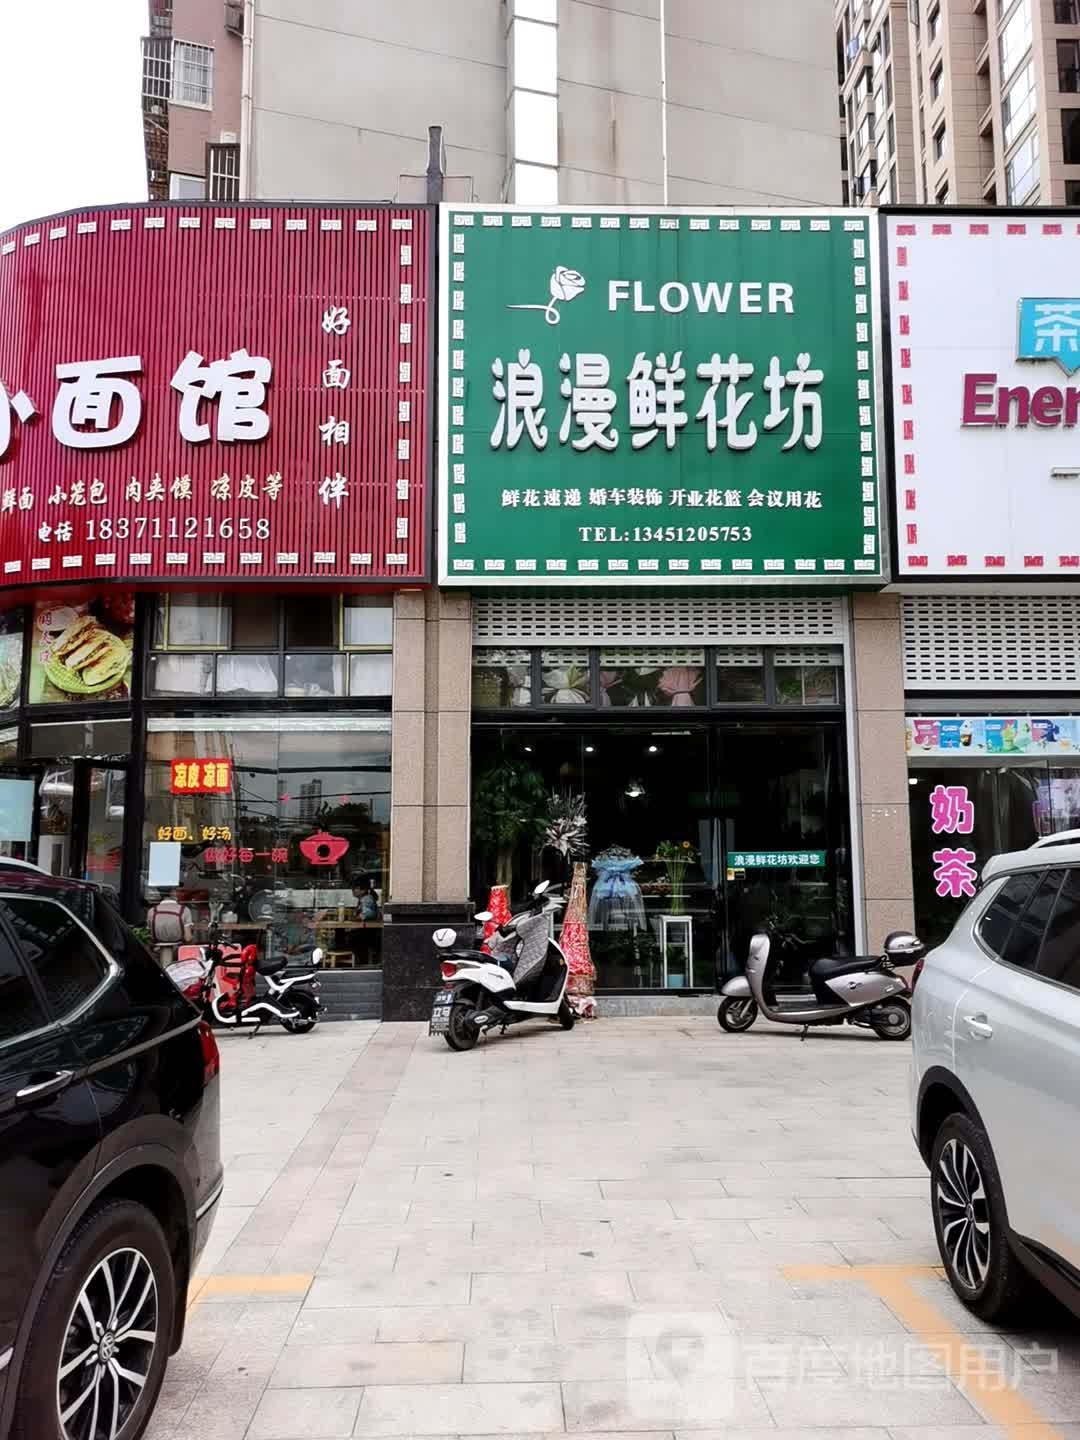 小面馆
好面相伴
鲜面 小笼包 肉夹馍 凉皮等
电话 18371121658
FLOWER
浪漫鲜花坊
鲜花速递 婚车装饰 开业花篮 会议用花
TEL:13451205753
茶
Ener
凉皮 凉面
好面、好汤
做好每一碗
浪漫鲜花坊欢迎您
奶茶
百度地图用户